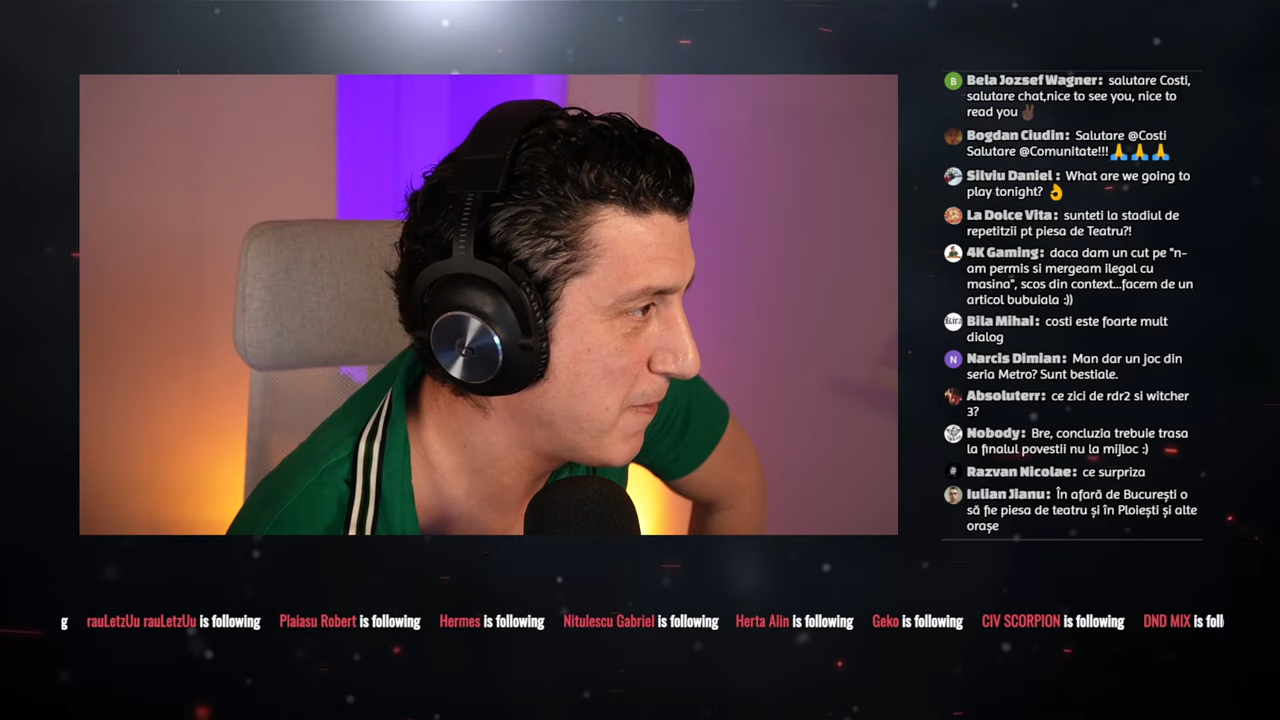 Bela Jozsef Wagner: salutare Costi,
salutare chat,nice to see you, nice to
read you ✌🏿
Bogdan Ciudin: Salutare @Costi
Salutare @Comunitate!!!🙏🙏🙏
Silviu Daniel : What are we going to
play tonight? 👌
La Dolce Vita: sunteti la stadiul de
repetitzii pt piesa de Teatru?!
4K Gaming: daca dam un cut pe "n-
am permis si mergeam ilegal cu
masina", scos din context...facem de un
articol bubuiala :))
Bila Mihai: costi este foarte mult
dialog
Narcis Dimian: Man dar un joc din
seria Metro? Sunt bestiale.
Absoluterr: ce zici de rdr2 si witcher
3?
Nobody: Bre, concluzia trebuie trasa
la finalul povestii nu la mijloc :)
Razvan Nicolae: ce surpriza
Iulian Jianu: În afară de București o
să fie piesa de teatru și în Ploiești și alte
orașe
g rauLetzUu rauLetzUu is following Plaiasu Robert is following Hermes is following Nitulescu Gabriel is following Herta Alin is following Geko is following CIV SCORPION is following DND MIX is foll